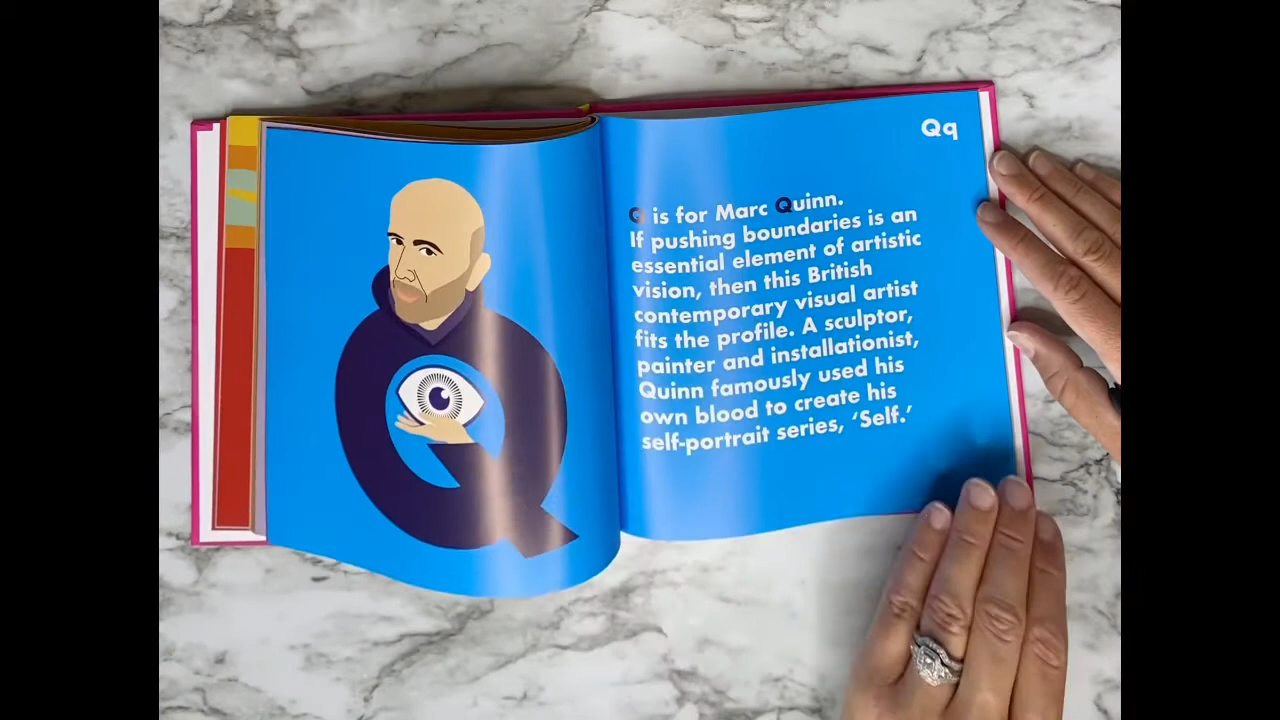 Qq
Q is for Marc Quinn.
If pushing boundaries is an
essential element of artistic
vision, then this British
contemporary visual artist
fits the profile. A sculptor,
painter and installationist,
Quinn famously used his
own blood to create his
self-portrait series, ‘Self.’